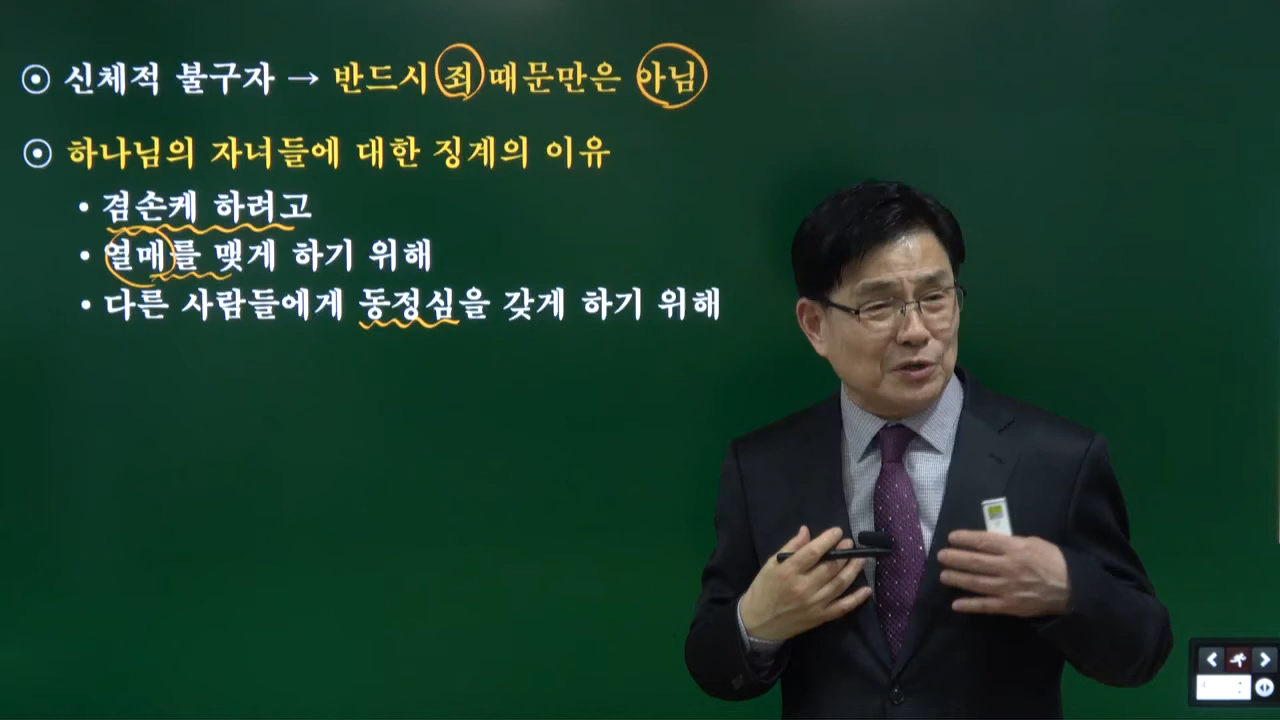 ⊙ 신체적 불구자 → 반드시 죄 때문만은 아님
⊙ 하나님의 자녀들에 대한 징계의 이유
• 겸손케 하려고
• 열매를 맺게 하기 위해
• 다른 사람들에게 동정심을 갖게 하기 위해